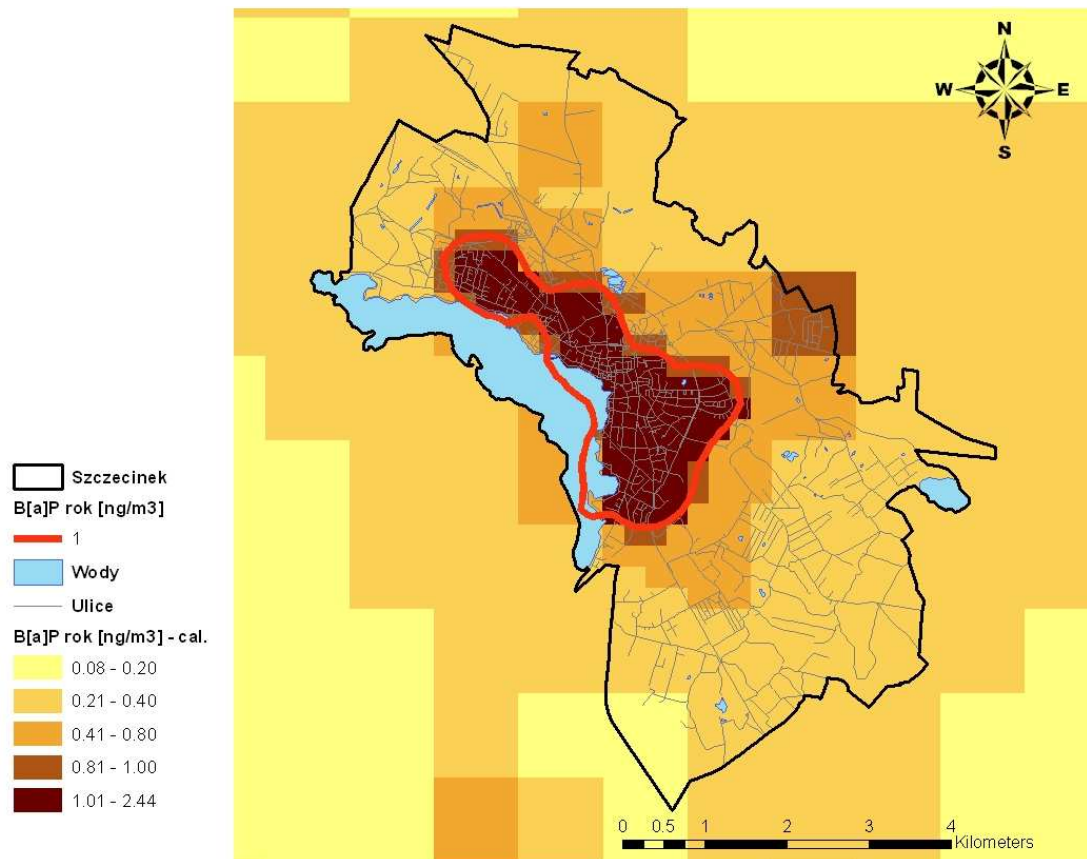 N
W E
S
Szczecinek
B[a]P rok [ng/m3]
1
Wody
Ulice
B[a]P rok [ng/m3] - cal.
0.08 - 0.20
0.21 - 0.40
0.41 - 0.80
0.81 - 1.00
1.01 - 2.44
0 0.5 1 2 3 4
Kilometers